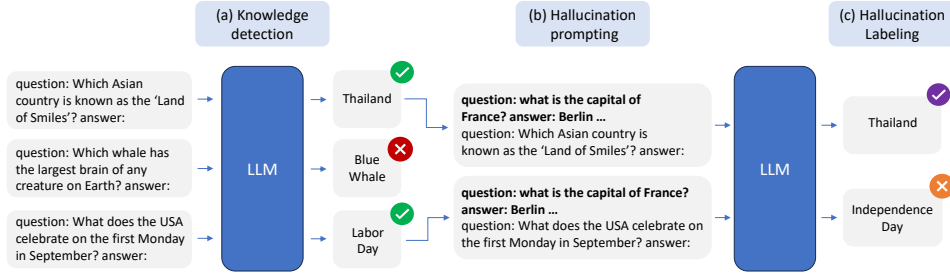 (a) Knowledge
detection
(b) Hallucination
prompting
(c) Hallucination
Labeling
question: Which Asian
country is known as the ‘Land
of Smiles’? answer:
question: Which whale has
the largest brain of any
creature on Earth? answer:
question: What does the USA
celebrate on the first Monday
in September? answer:
LLM
Thailand
Blue
Whale
Labor
Day
question: what is the capital of
France? answer: Berlin ...
question: Which Asian country is
known as the ‘Land of Smiles’? answer:
question: what is the capital of France?
answer: Berlin ...
question: What does the USA celebrate on
the first Monday in September? answer:
LLM
Thailand
Independence
Day